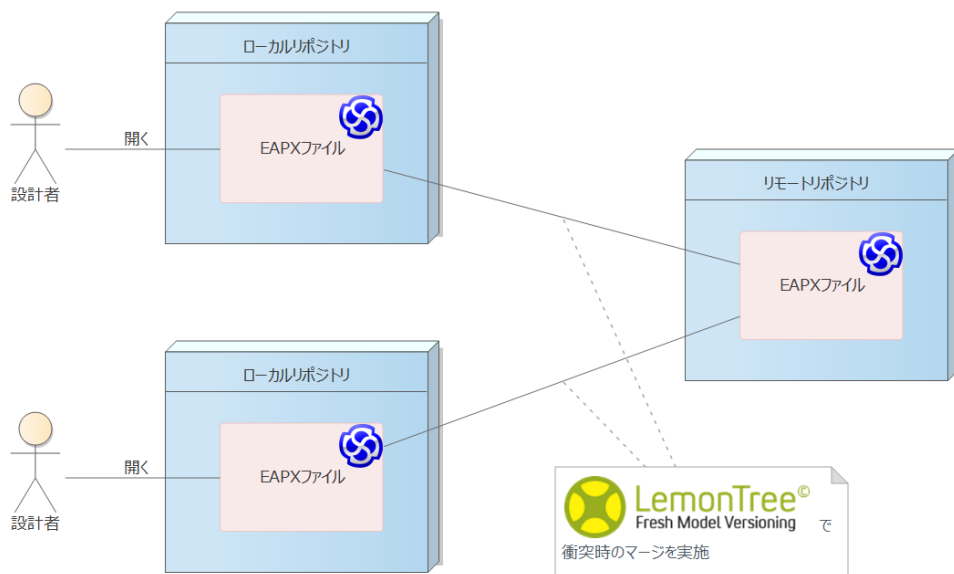 ローカルリポジトリ
EAPXファイル
開く
設計者
リモートリポジトリ
EAPXファイル
ローカルリポジトリ
EAPXファイル
開く
設計者
LemonTree©
Fresh Model Versioning で
衝突時のマージを実施